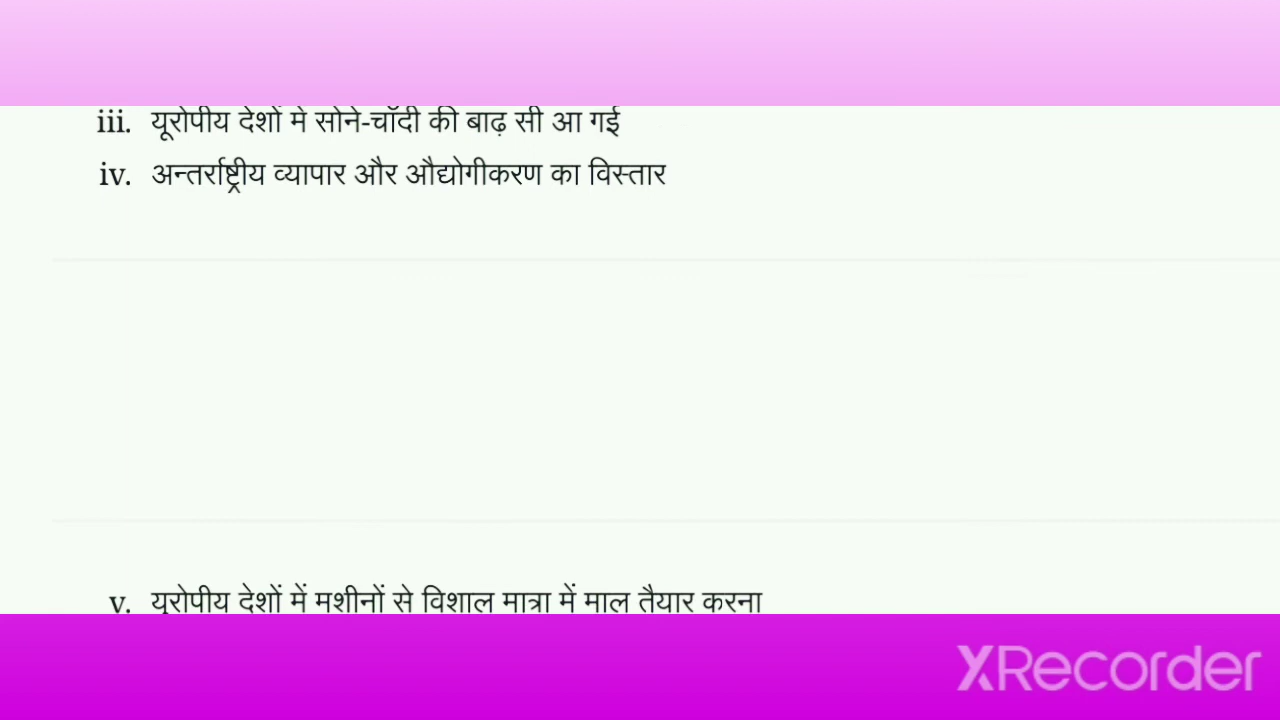 iii. यूरोपीय देशों मे सोने-चाँदी की बाढ़ सी आ गई
iv. अन्तर्राष्ट्रीय व्यापार और औद्योगीकरण का विस्तार
v. यूरोपीय देशों में मशीनों से विशाल मात्रा में माल तैयार करना
XRecorder